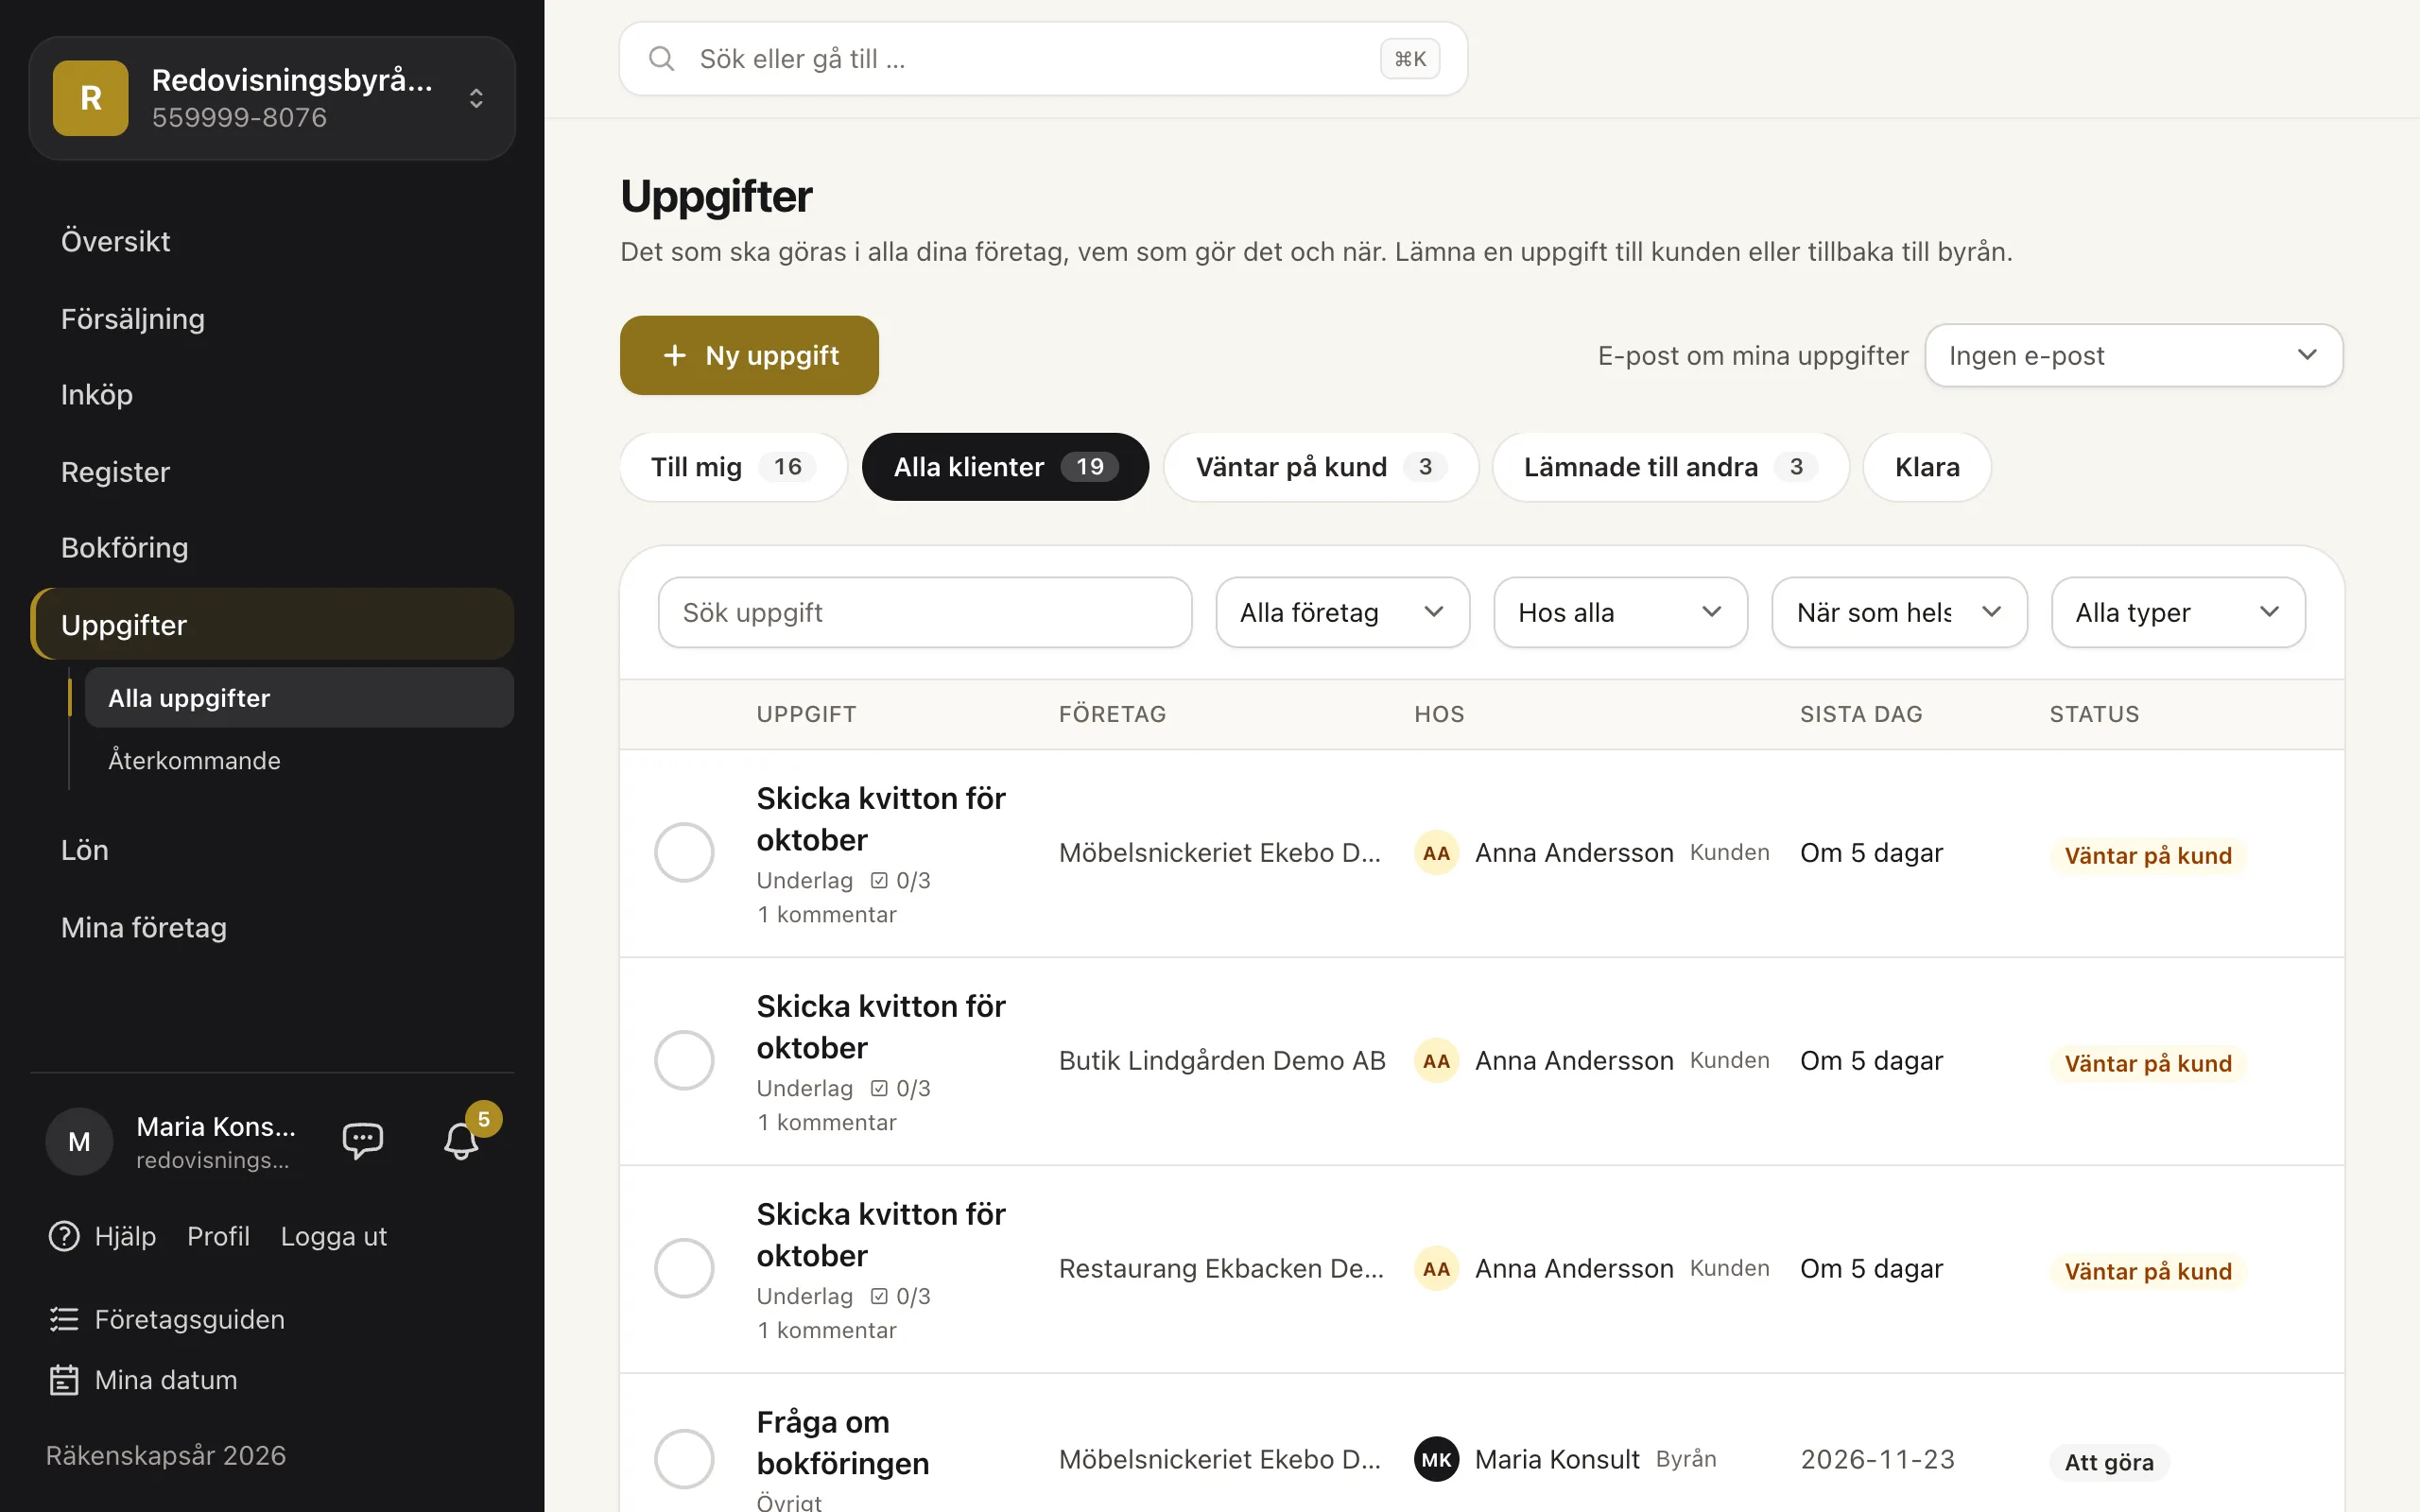 R
Redovisningsbyrå...
559999-8076
Översikt
Försäljning
Inköp
Register
Bokföring
Uppgifter
Alla uppgifter
Återkommande
Lön
Mina företag
M
Maria Kons...
redovisnings...
5
Hjälp Profil Logga ut
Företagsguiden
Mina datum
Räkenskapsår 2026
Sök eller gå till ...
⌘K
Uppgifter
Det som ska göras i alla dina företag, vem som gör det och när. Lämna en uppgift till kunden eller tillbaka till byrån.
+ Ny uppgift
E-post om mina uppgifter Ingen e-post
Till mig 16 Alla klienter 19 Väntar på kund 3 Lämnade till andra 3 Klara
Sök uppgift Alla företag Hos alla När som hels Alla typer
UPPGIFT FÖRETAG HOS SISTA DAG STATUS
Skicka kvitton för
oktober
Underlag 0/3
1 kommentar
Möbelsnickeriet Ekebo D... AA Anna Andersson Kunden Om 5 dagar Väntar på kund
Skicka kvitton för
oktober
Underlag 0/3
1 kommentar
Butik Lindgården Demo AB AA Anna Andersson Kunden Om 5 dagar Väntar på kund
Skicka kvitton för
oktober
Underlag 0/3
1 kommentar
Restaurang Ekbacken De... AA Anna Andersson Kunden Om 5 dagar Väntar på kund
Fråga om
bokföringen
Övrigt
Möbelsnickeriet Ekebo D... MK Maria Konsult Byrån 2026-11-23 Att göra